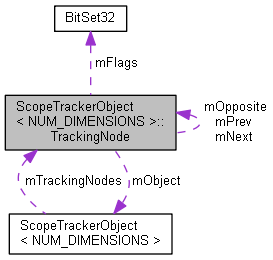 BitSet32
mFlags
ScopeTrackerObject
< NUM_DIMENSIONS >::
TrackingNode
mOpposite
mPrev
mNext
mTrackingNodes
mObject
ScopeTrackerObject
< NUM_DIMENSIONS >